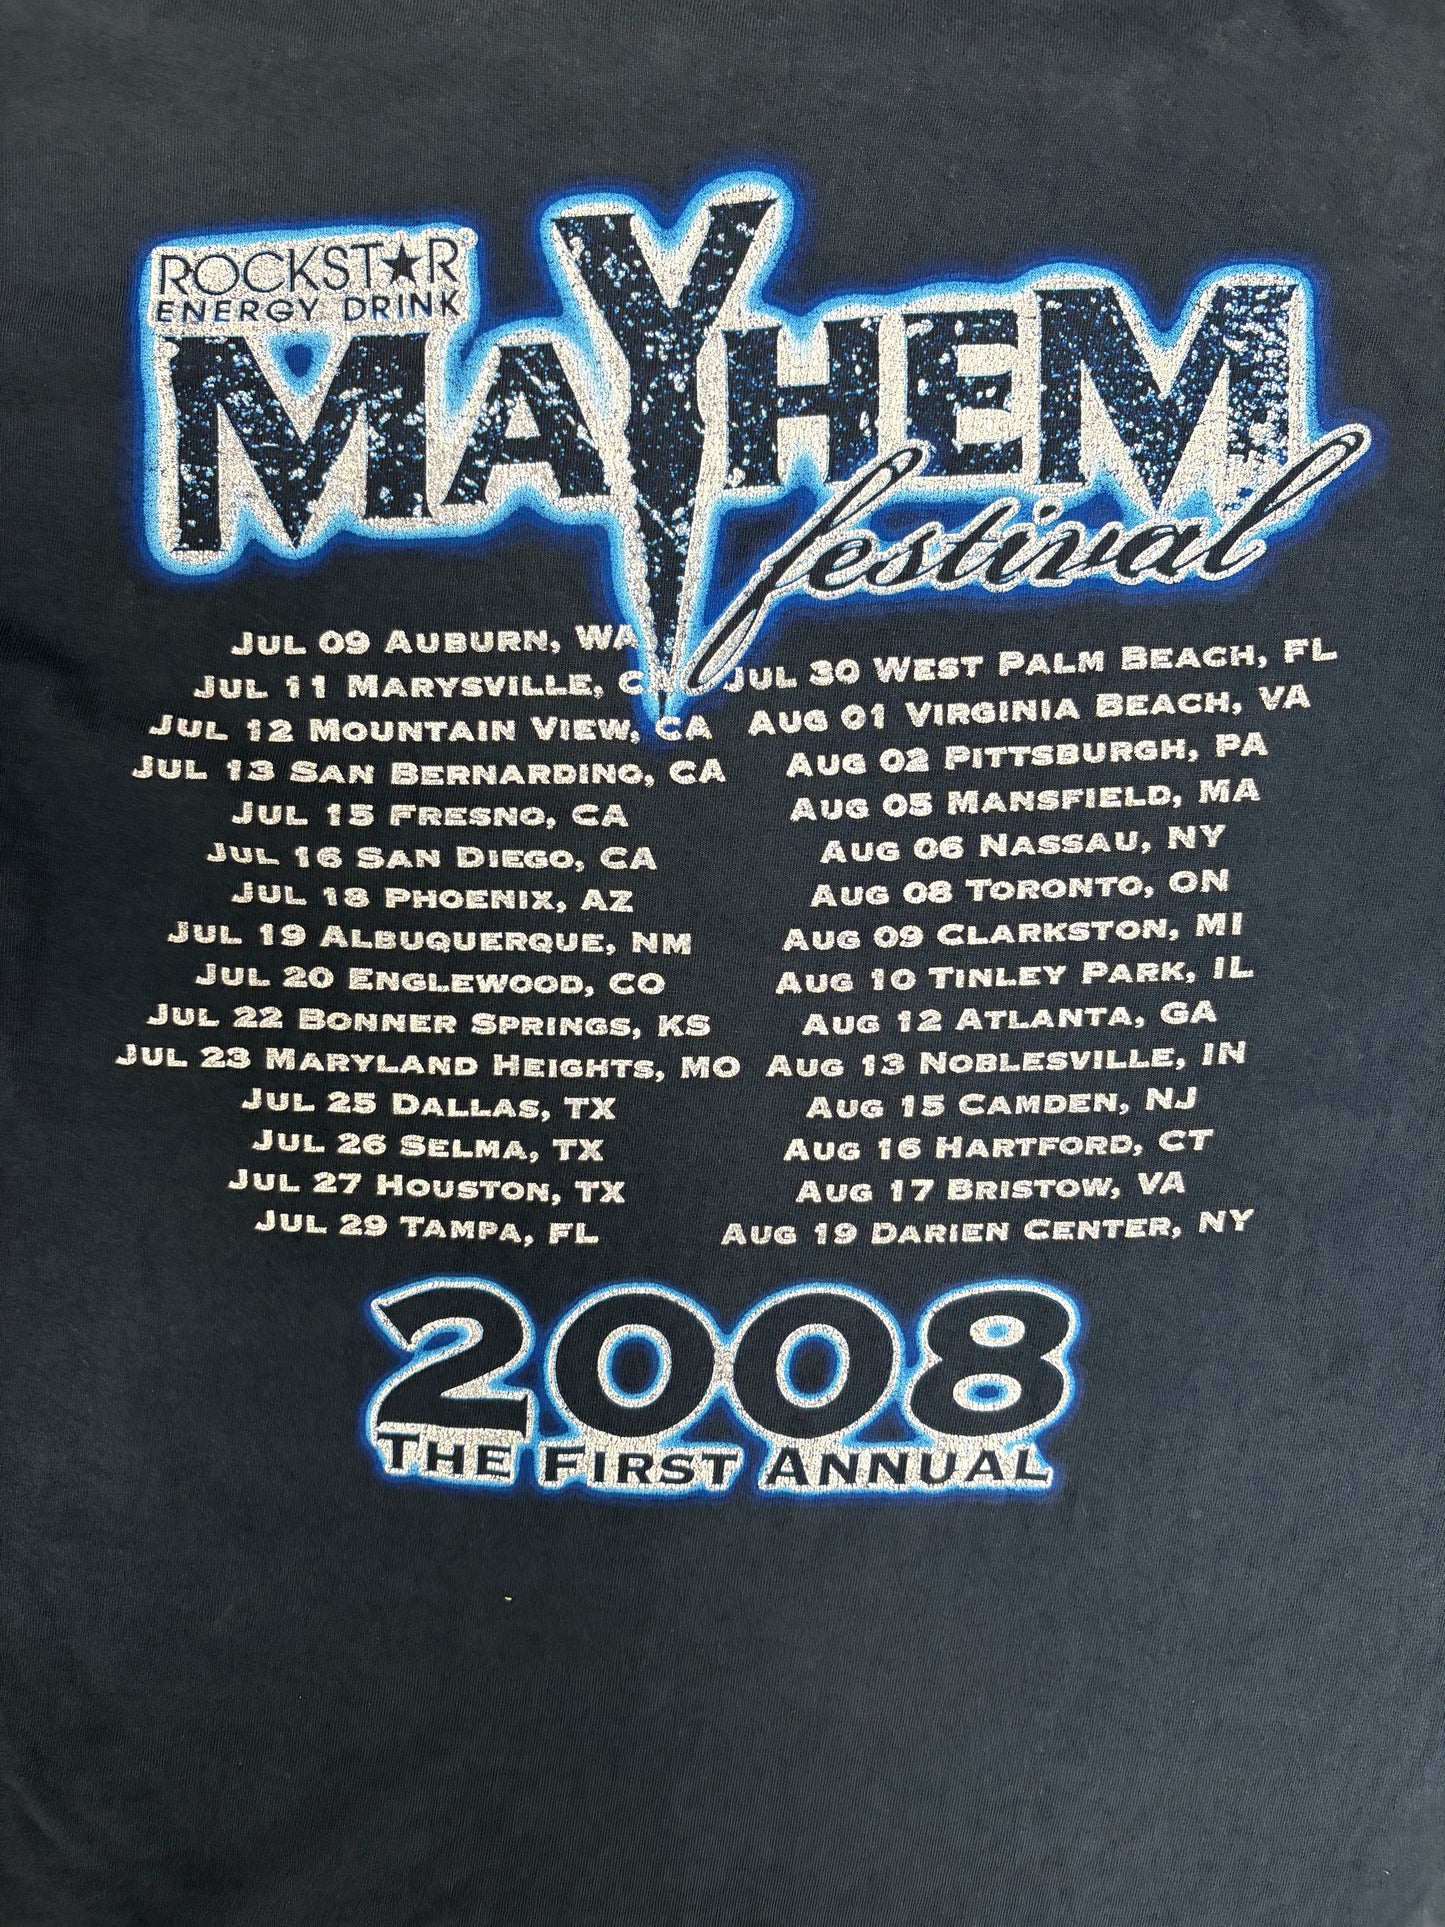 ROCKSTAR
ENERGY DRINK
MAYHEM
festival
JUL 09 AUBURN, WA
JUL 11 MARYSVILLE, CA
JUL 12 MOUNTAIN VIEW, CA
JUL 13 SAN BERNARDINO, CA
JUL 15 FRESNO, CA
JUL 16 SAN DIEGO, CA
JUL 18 PHOENIX, AZ
JUL 19 ALBUQUERQUE, NM
JUL 20 ENGLEWOOD, CO
JUL 22 BONNER SPRINGS, KS
JUL 23 MARYLAND HEIGHTS, MO
JUL 25 DALLAS, TX
JUL 26 SELMA, TX
JUL 27 HOUSTON, TX
JUL 29 TAMPA, FL
JUL 30 WEST PALM BEACH, FL
AUG 01 VIRGINIA BEACH, VA
AUG 02 PITTSBURGH, PA
AUG 05 MANSFIELD, MA
AUG 06 NASSAU, NY
AUG 08 TORONTO, ON
AUG 09 CLARKSTON, MI
AUG 10 TINLEY PARK, IL
AUG 12 ATLANTA, GA
AUG 13 NOBLESVILLE, IN
AUG 15 CAMDEN, NJ
AUG 16 HARTFORD, CT
AUG 17 BRISTOW, VA
AUG 19 DARIEN CENTER, NY
2008
THE FIRST ANNUAL